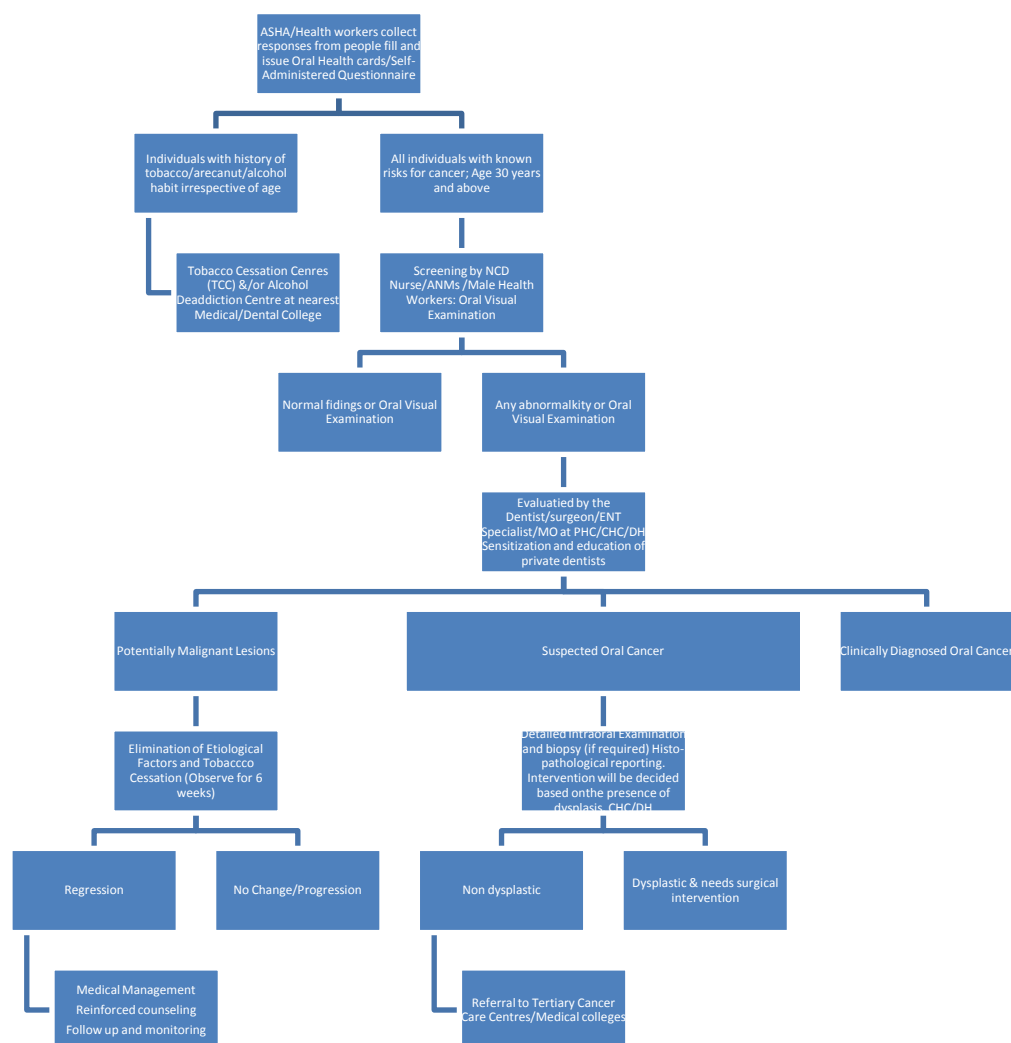 ASHA/Health workers collect
responses from people fill and
issue Oral Health cards/Self-
Administered Questionnaire
Individuals with history of
tobacco/arecanut/alcohol
habit irrespective of age
All individuals with known
risks for cancer; Age 30 years
and above
Tobacco Cessation Cenres
(TCC) &/or Alcohol
Deaddiction Centre at nearest
Medical/Dental College
Screening by NCD
Nurse/ANMs /Male Health
Workers: Oral Visual
Examination
Normal fidings or Oral Visual
Examination
Any abnormalkity or Oral
Visual Examination
Evaluatied by the
Dentist/surgeon/ENT
Specialist/MO at PHC/CHC/DH
Sensitization and education of
private dentists
Potentially Malignant Lesions
Suspected Oral Cancer
Clinically Diagnosed Oral Cancer
Elimination of Etiological
Factors and Tobaccco
Cessation (Observe for 6
weeks)
Detailed Intraoral Examination
and biopsy (if required) Histo-
pathological reporting.
Intervention will be decided
based onthe presence of
dysplasis. CHC/DH
Regression
No Change/Progression
Non dysplastic
Dysplastic & needs surgical
intervention
Medical Management
Reinforced counseling
Follow up and monitoring
Referral to Tertiary Cancer
Care Centres/Medical colleges